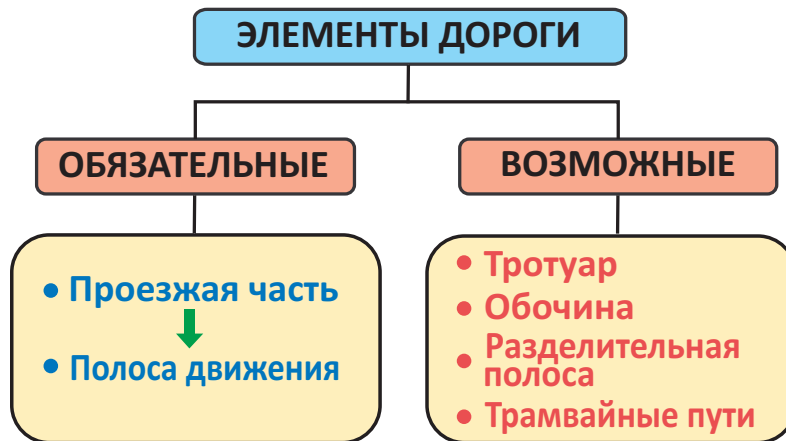 ЭЛЕМЕНТЫ ДОРОГИ
ОБЯЗАТЕЛЬНЫЕ
• Проезжая часть
• Полоса движения
ВОЗМОЖНЫЕ
• Тротуар
• Обочина
• Разделительная
полоса
• Трамвайные пути